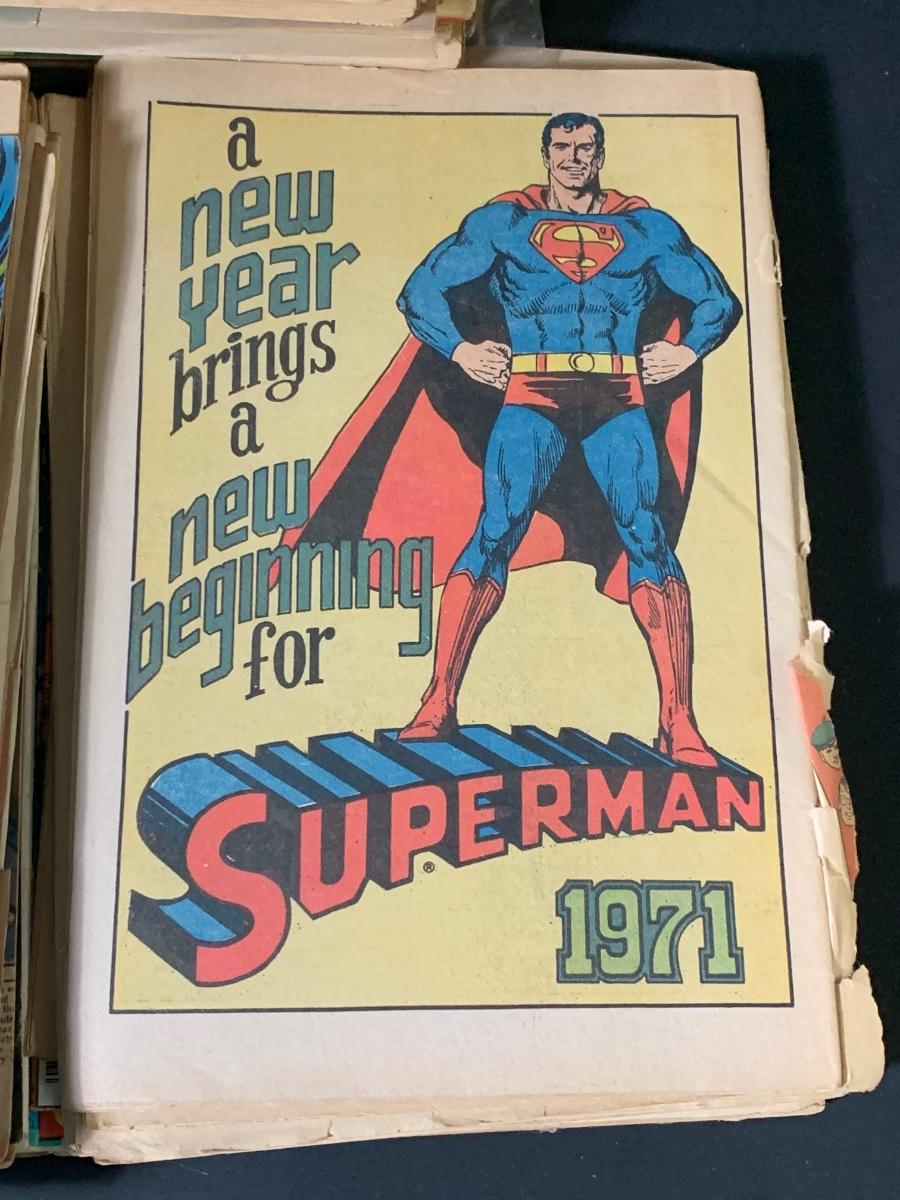 a
new
year
brings
a
new
beginning
for
SUPERMAN
®
1971